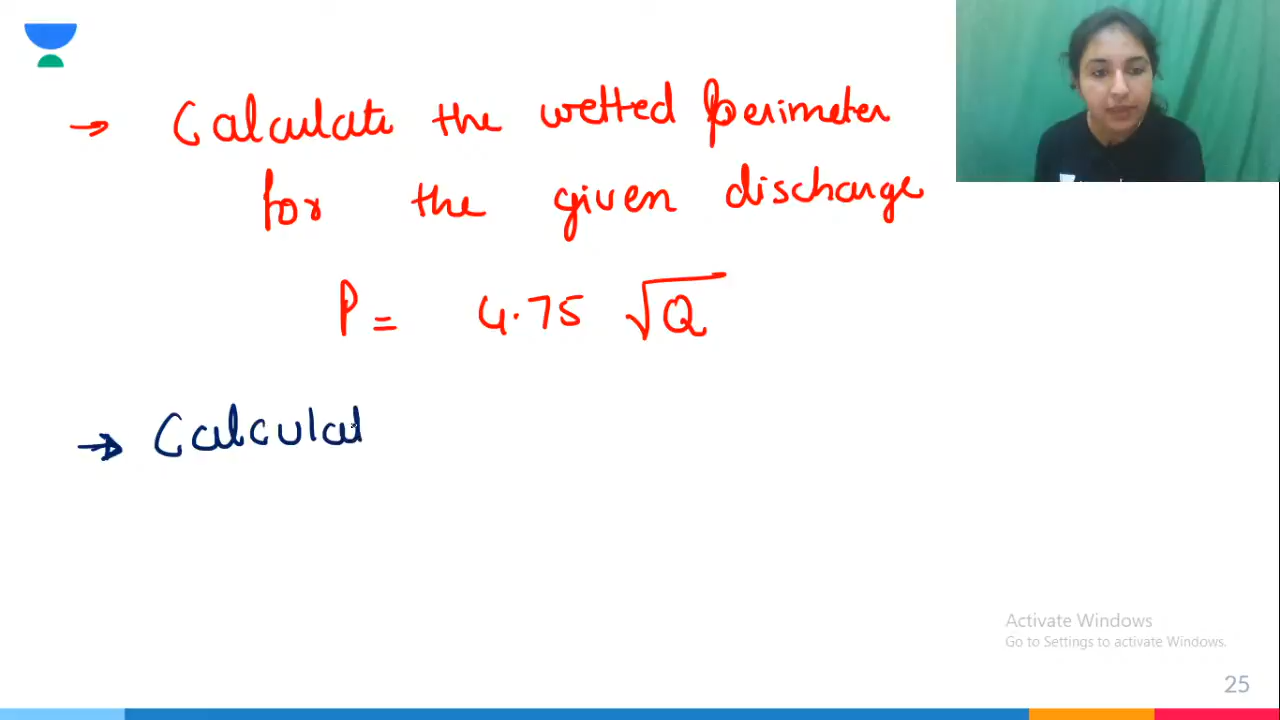 → Calculate the wetted perimeter
for the given discharge
P = 4.75 √Q
→ Calculat
Activate Windows
Go to Settings to activate Windows.
25